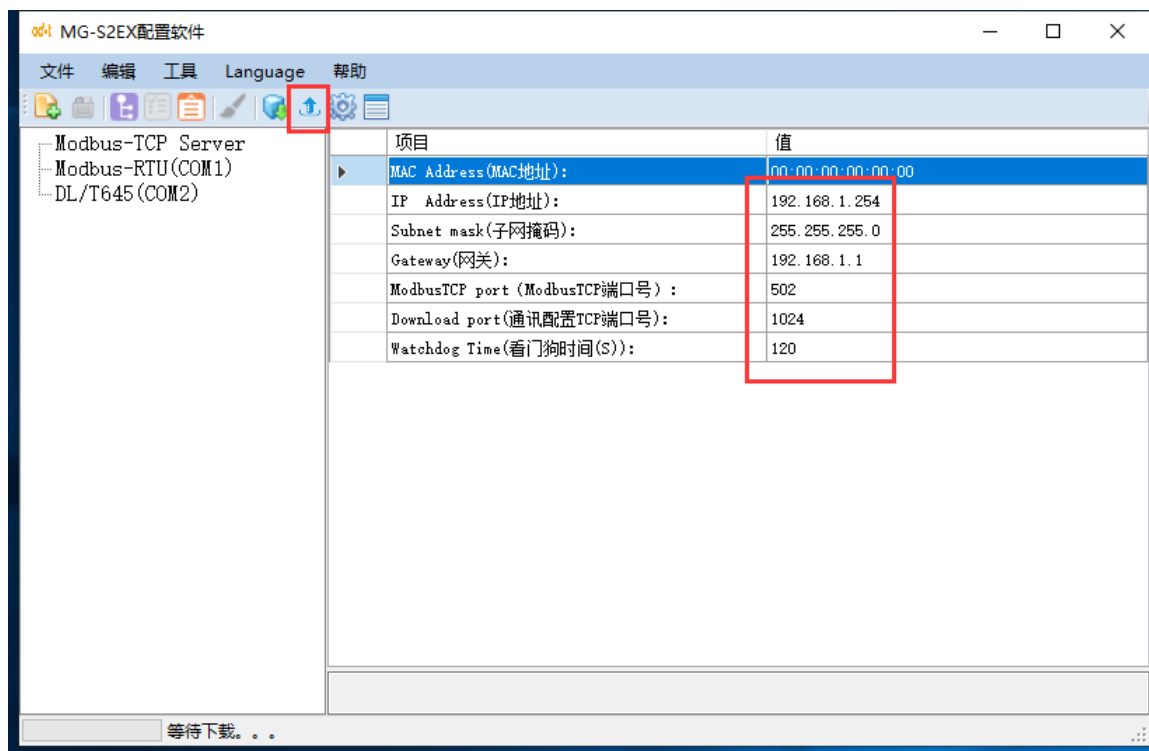 odot MG-S2EX配置软件
文件 编辑 工具 Language 帮助
Modbus-TCP Server
Modbus-RTU(COM1)
DL/T645(COM2)
项目 值
MAC Address(MAC地址): 00:00:00:00:00:00
IP Address(IP地址): 192.168.1.254
Subnet mask(子网掩码): 255.255.255.0
Gateway(网关): 192.168.1.1
ModbusTCP port (ModbusTCP端口号) : 502
Download port(通讯配置TCP端口号): 1024
Watchdog Time(看门狗时间(S)): 120
等待下载。。。